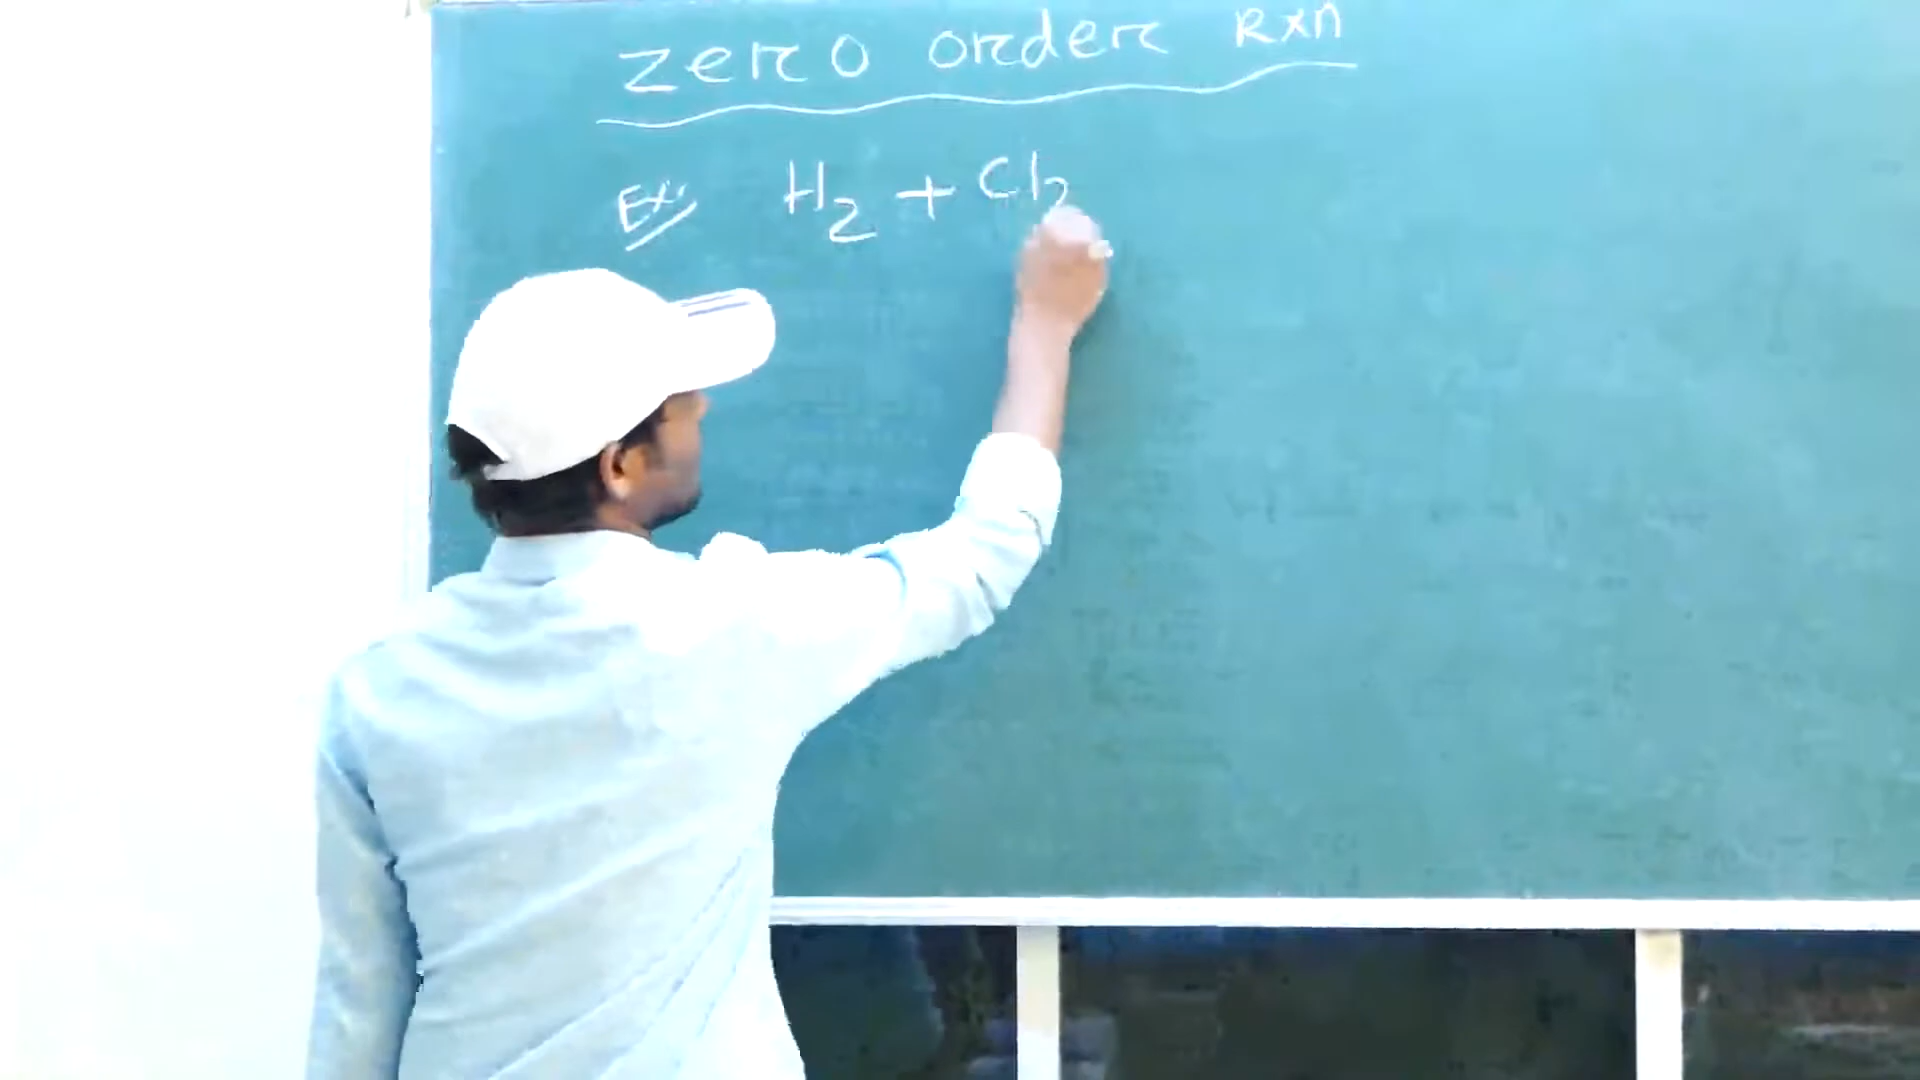 zero order Rxn
Ex: H₂ + Cl₂